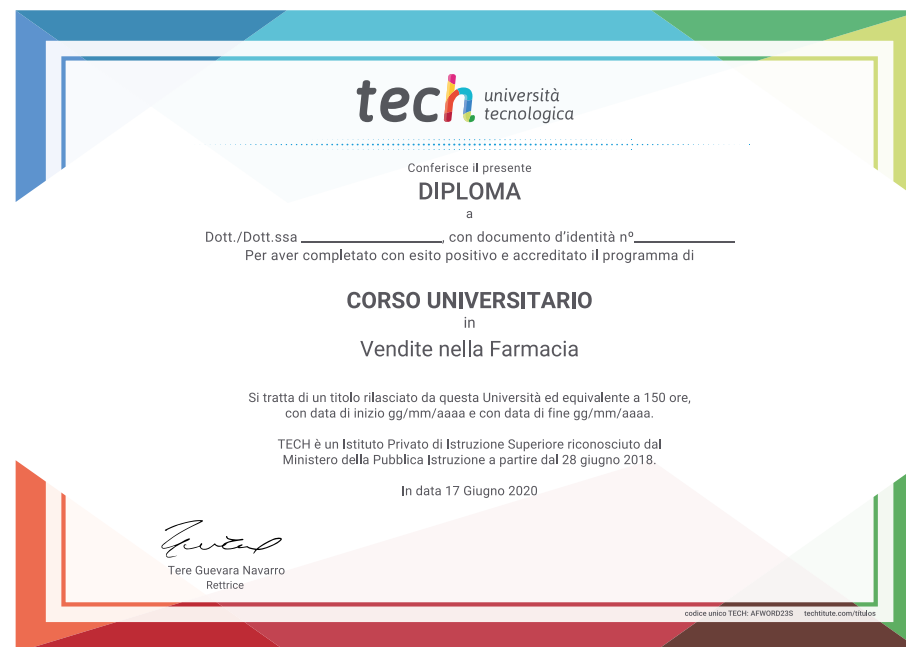 tech università
tecnologica
Conferisce il presente
DIPLOMA
a
Dott./Dott.ssa __________________, con documento d'identità nº_____________
Per aver completato con esito positivo e accreditato il programma di
CORSO UNIVERSITARIO
in
Vendite nella Farmacia
Si tratta di un titolo rilasciato da questa Università ed equivalente a 150 ore,
con data di inizio gg/mm/aaaa e con data di fine gg/mm/aaaa.
TECH è un Istituto Privato di Istruzione Superiore riconosciuto dal
Ministero della Pubblica Istruzione a partire dal 28 giugno 2018.
In data 17 Giugno 2020
Tere Guevara Navarro
Rettrice
codice unico TECH: AFWORD23S techtitute.com/titulos